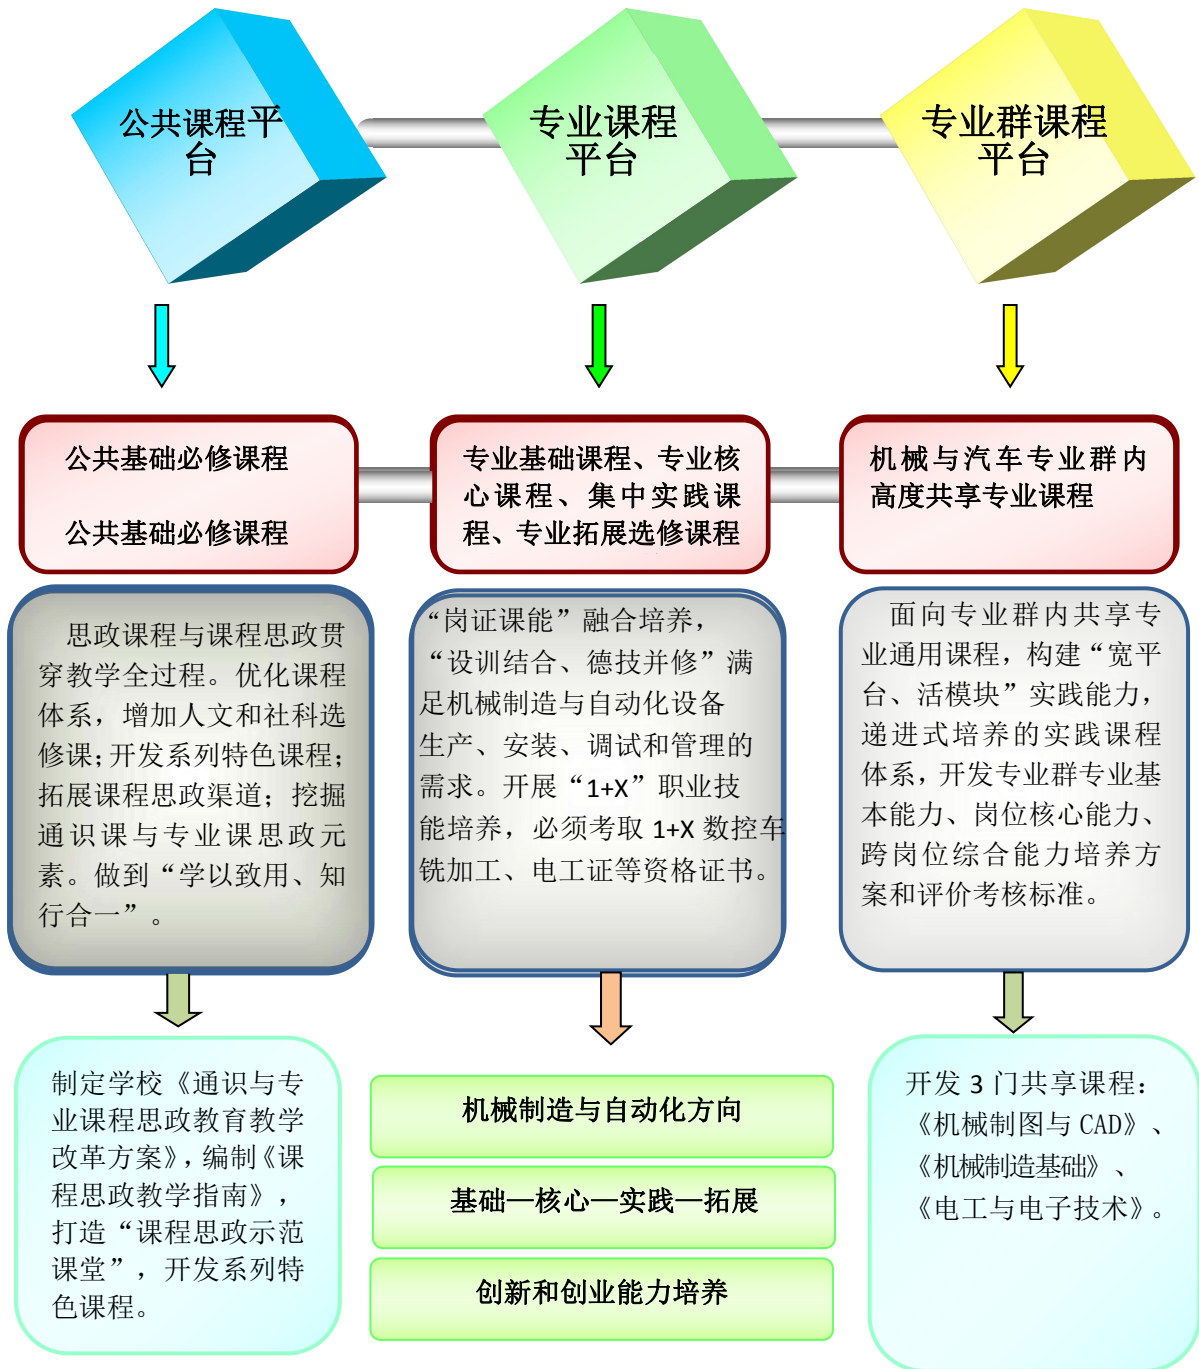 公共课程平
台
专业课程
平台
专业群课程
平台
公共基础必修课程
公共基础必修课程
专业基础课程、专业核
心课程、集中实践课
程、专业拓展选修课程
机械与汽车专业群内
高度共享专业课程
思政课程与课程思政贯
穿教学全过程。优化课程
体系，增加人文和社科选
修课；开发系列特色课程；
拓展课程思政渠道；挖掘
通识课与专业课思政元
素。做到“学以致用、知
行合一”。
“岗证课能”融合培养，
“设训结合、德技并修”满
足机械制造与自动化设备
生产、安装、调试和管理的
需求。开展“1+X”职业技
能培养，必须考取 1+X 数控车
铣加工、电工证等资格证书。
面向专业群内共享专
业通用课程，构建“宽平
台、活模块”实践能力，
递进式培养的实践课程
体系，开发专业群专业基
本能力、岗位核心能力、
跨岗位综合能力培养方
案和评价考核标准。
制定学校《通识与专
业课程思政教育教学
改革方案》，编制《课
程思政教学指南》，
打造“课程思政示范
课堂”，开发系列特
色课程。
机械制造与自动化方向
基础—核心—实践—拓展
创新和创业能力培养
开发 3 门共享课程：
《机械制图与 CAD》、
《机械制造基础》、
《电工与电子技术》。